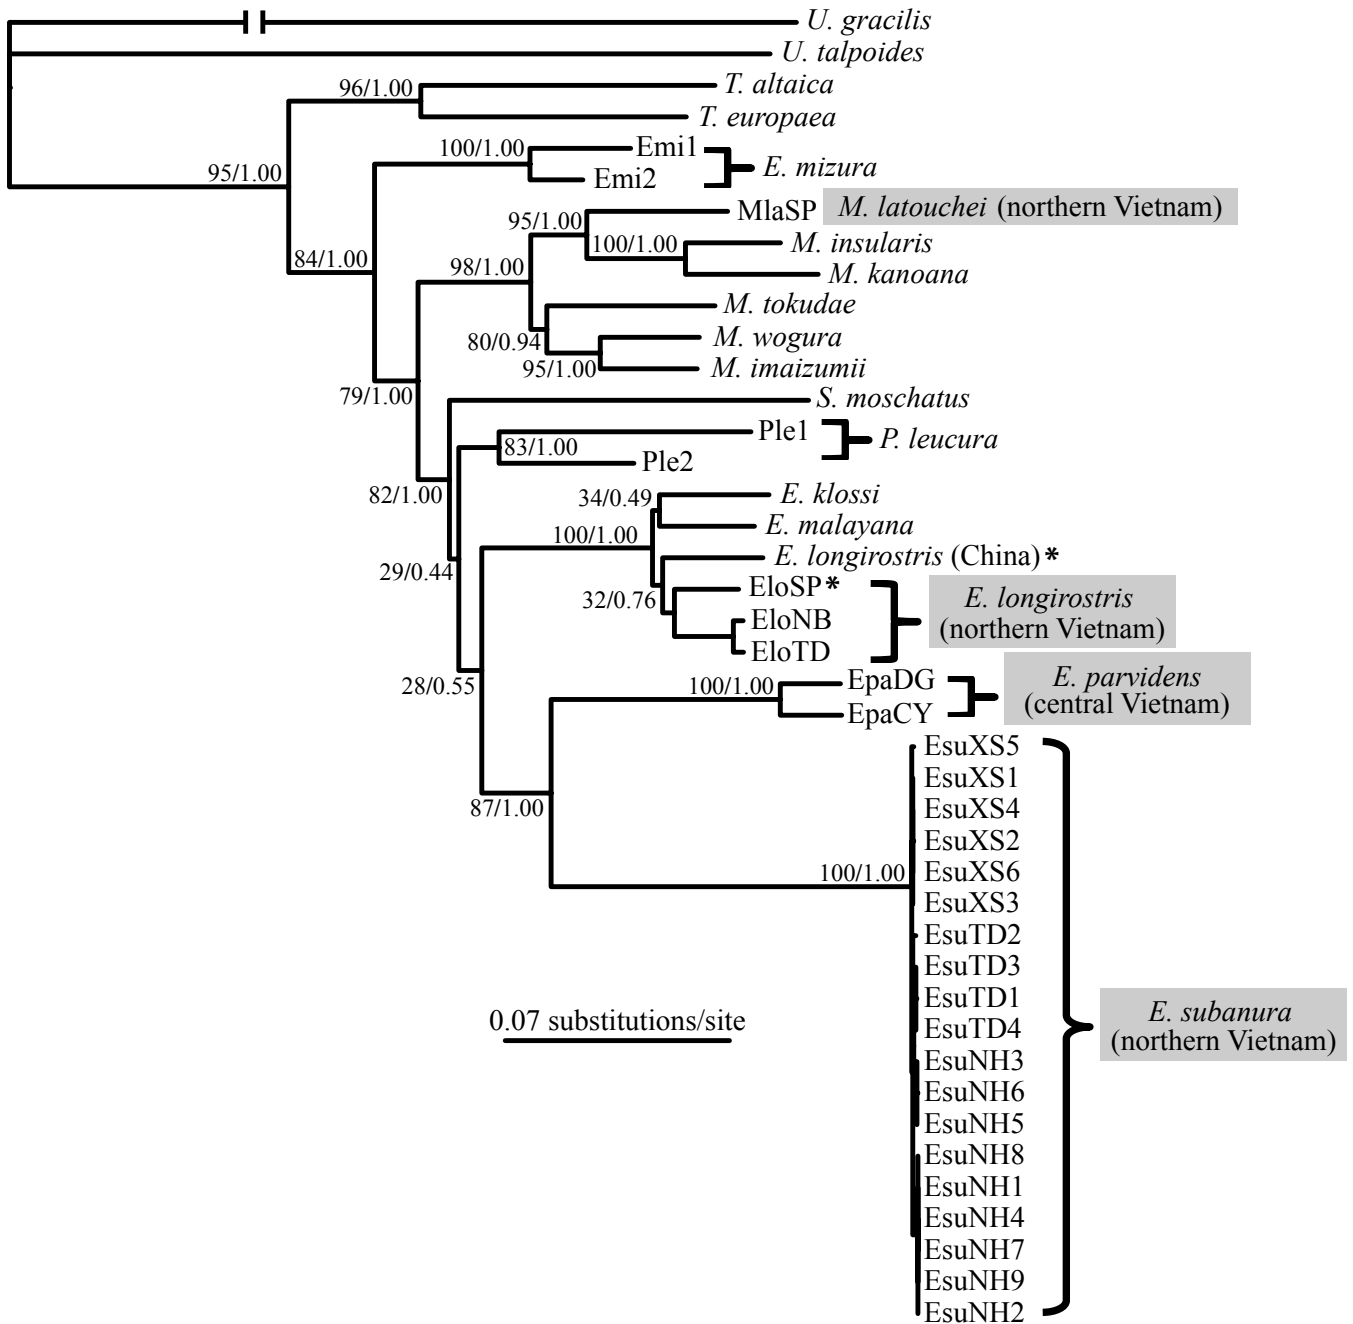 U. gracilis
U. talpoides
96/1.00
T. altaica
T. europaea
95/1.00
100/1.00
Emi1
Emi2
E. mizura
84/1.00
95/1.00
MlaSP
M. latouchei (northern Vietnam)
100/1.00
M. insularis
M. kanoana
98/1.00
M. tokudae
80/0.94
M. wogura
95/1.00
M. imaizumii
79/1.00
S. moschatus
Ple1
83/1.00
Ple2
P. leucura
82/1.00
34/0.49
E. klossi
E. malayana
100/1.00
E. longirostris (China)*
29/0.44
32/0.76
EloSP*
EloNB
EloTD
E. longirostris
(northern Vietnam)
28/0.55
100/1.00
EpaDG
EpaCY
E. parvidens
(central Vietnam)
87/1.00
100/1.00
EsuXS5
EsuXS1
EsuXS4
EsuXS2
EsuXS6
EsuXS3
EsuTD2
EsuTD3
EsuTD1
EsuTD4
EsuNH3
EsuNH6
EsuNH5
EsuNH8
EsuNH1
EsuNH4
EsuNH7
EsuNH9
EsuNH2
E. subanura
(northern Vietnam)
0.07 substitutions/site